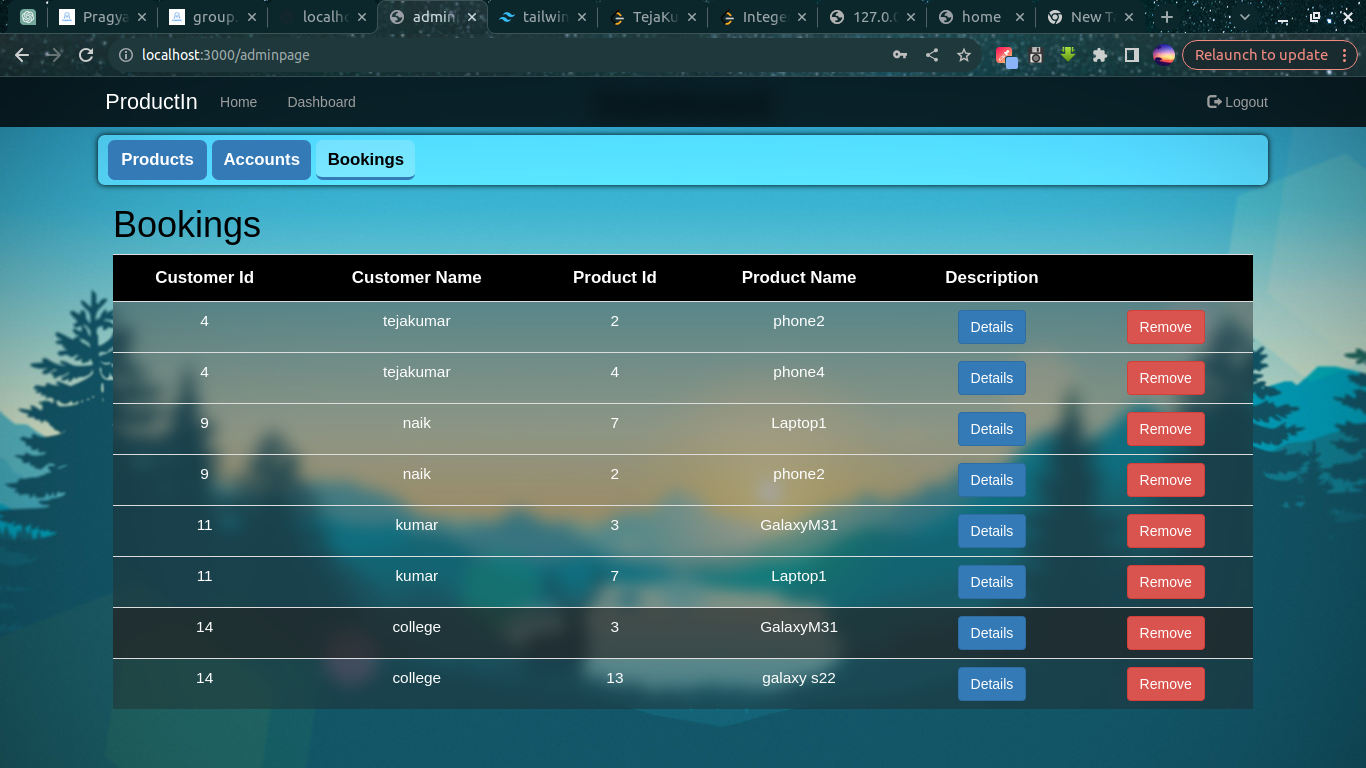 Pragya group. localho admin tailwin TejaKu Integer 127.0.0 home New Ta
localhost:3000/adminpage Relaunch to update
ProductIn Home Dashboard Logout
Products Accounts Bookings
Bookings
Customer Id Customer Name Product Id Product Name Description
4 tejakumar 2 phone2 Details Remove
4 tejakumar 4 phone4 Details Remove
9 naik 7 Laptop1 Details Remove
9 naik 2 phone2 Details Remove
11 kumar 3 GalaxyM31 Details Remove
11 kumar 7 Laptop1 Details Remove
14 college 3 GalaxyM31 Details Remove
14 college 13 galaxy s22 Details Remove